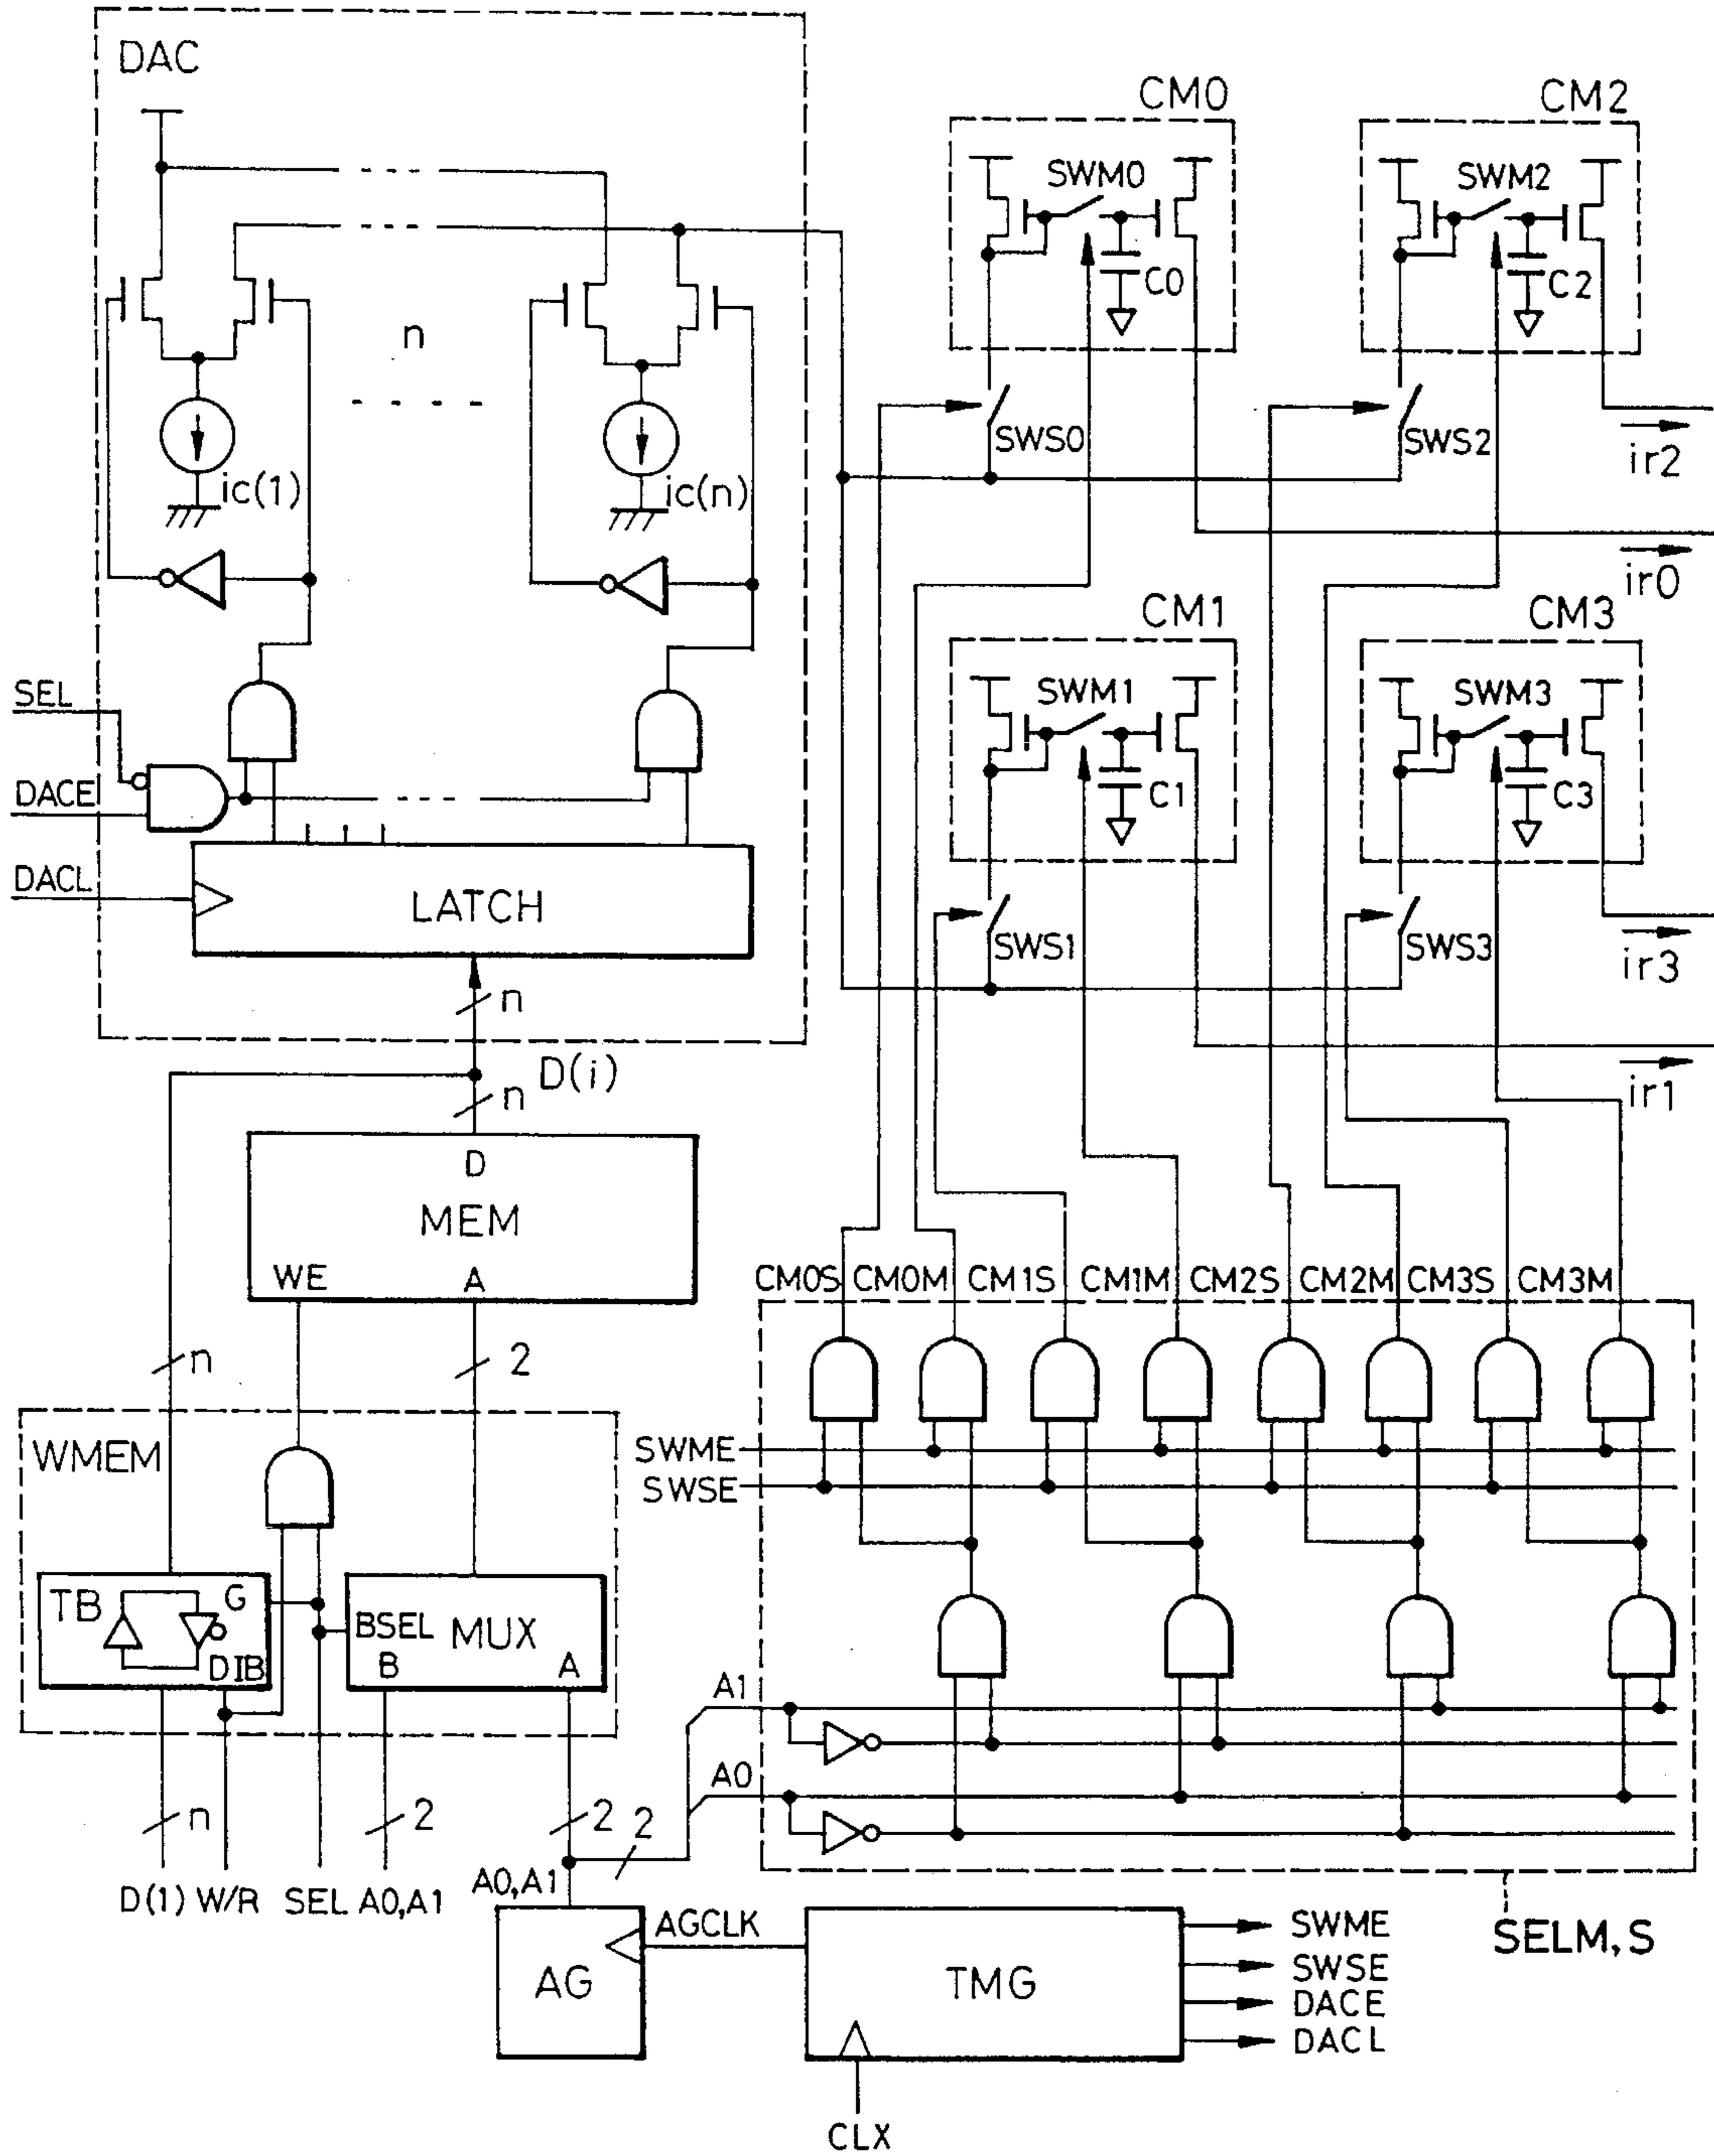 DAC
CM0
CM2
SWM0
SWM2
C0
C2
n
SWS0
SWS2
ic(1)
ic(n)
ir2
ir0
CM1
CM3
SEL
SWM1
SWM3
DACE
C1
C3
DACL
LATCH
SWS1
SWS3
ir3
n
D(i)
n
ir1
D
MEM
WE
A
CM0S
CM0M
CM1S
CM1M
CM2S
CM2M
CM3S
CM3M
n
2
WMEM
SWME
SWSE
TB
G
DIB
BSEL
MUX
B
A
A1
A0
n
2
2
2
D(1) W/R SEL A0,A1
A0,A1
AGCLK
AG
TMG
SWME
SWSE
DACE
DACL
SELM,S
CLX